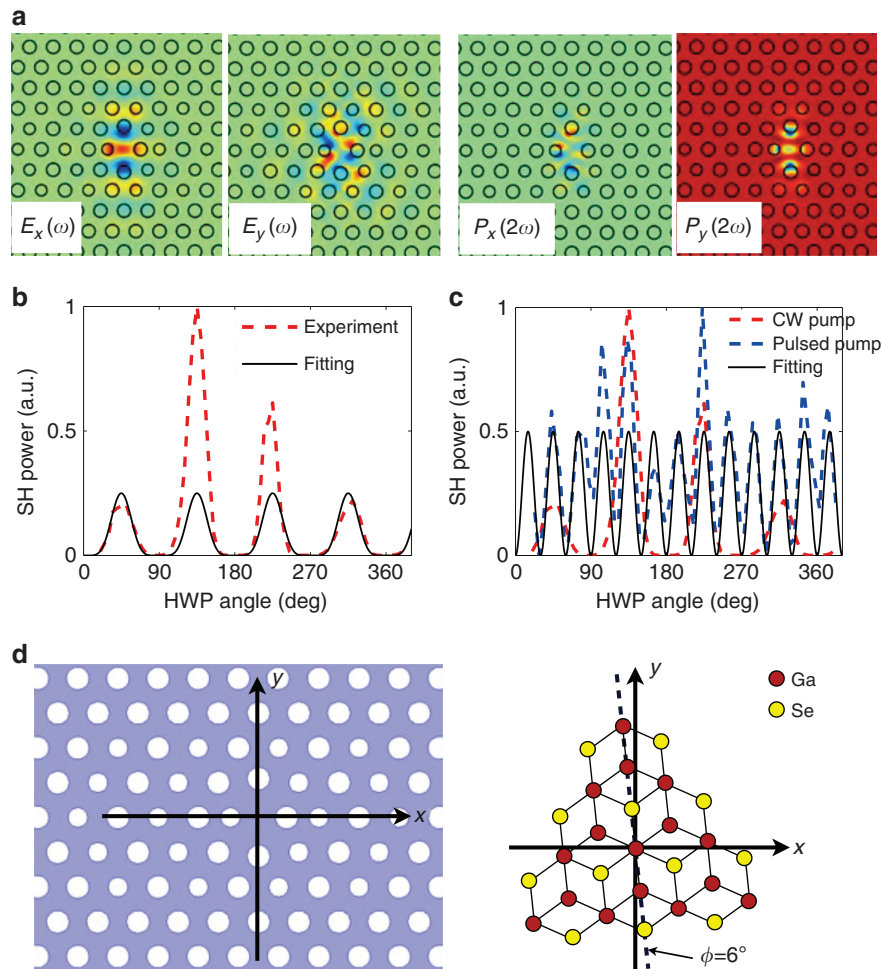 a
Ex(ω)
Ey(ω)
Px(2ω)
Py(2ω)
b
1
0.5
0
SH power (a.u.)
Experiment
Fitting
0 90 180 270 360
HWP angle (deg)
c
1
0.5
0
SH power (a.u.)
CW pump
Pulsed pump
Fitting
0 90 180 270 360
HWP angle (deg)
d
y
x
y
x
Ga
Se
ϕ=6°